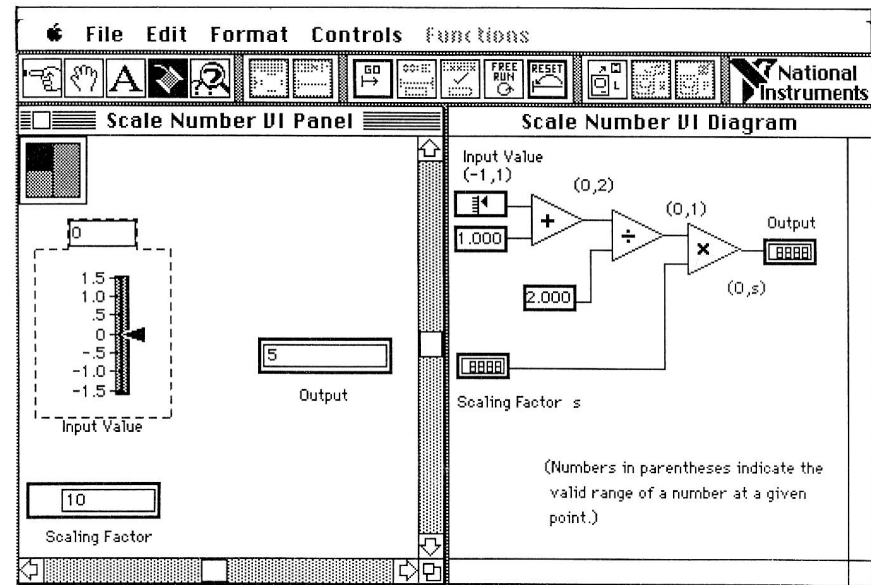 File Edit Format Controls Functions
A GO FREE RUN RESET National Instruments
Scale Number VI Panel
0
1.5
1.0
.5
0
-.5
-1.0
-1.5
Input Value
5
Output
10
Scaling Factor
Scale Number VI Diagram
Input Value
(-1,1)
(0,2)
(0,1)
Output
+
÷
×
1.000
8888
(0,s)
2.000
8888
Scaling Factor s
(Numbers in parentheses indicate the
valid range of a number at a given
point.)